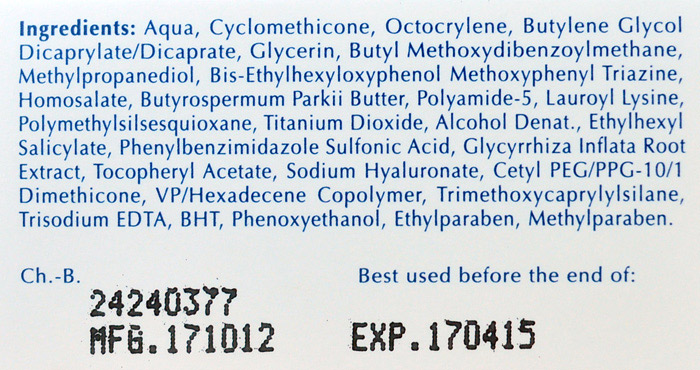 Ingredients: Aqua, Cyclomethicone, Octocrylene, Butylene Glycol
Dicaprylate/Dicaprate, Glycerin, Butyl Methoxydibenzoylmethane,
Methylpropanediol, Bis-Ethylhexyloxyphenol Methoxyphenyl Triazine,
Homosalate, Butyrospermum Parkii Butter, Polyamide-5, Lauroyl Lysine,
Polymethylsilsesquioxane, Titanium Dioxide, Alcohol Denat., Ethylhexyl
Salicylate, Phenylbenzimidazole Sulfonic Acid, Glycyrrhiza Inflata Root
Extract, Tocopheryl Acetate, Sodium Hyaluronate, Cetyl PEG/PPG-10/1
Dimethicone, VP/Hexadecene Copolymer, Trimethoxycaprylylsilane,
Trisodium EDTA, BHT, Phenoxyethanol, Ethylparaben, Methylparaben.
Ch.-B. Best used before the end of:
24240377
MFG.171012 EXP.170415